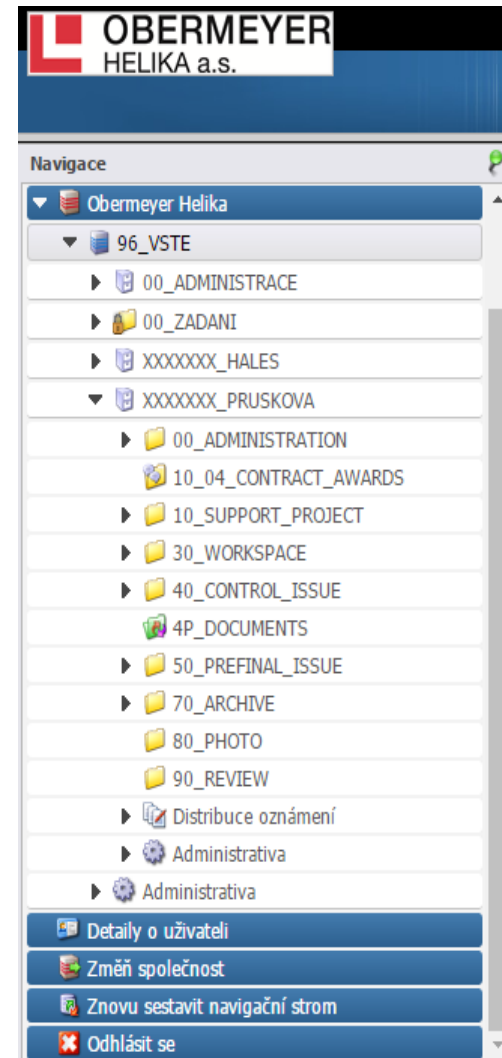 OBERMEYER
HELIKA a.s.
Navigace
Obermeyer Helika
96_VSTE
00_ADMINISTRACE
00_ZADANI
XXXXXXX_HALES
XXXXXXX_PRUSKOVA
00_ADMINISTRATION
10_04_CONTRACT_AWARDS
10_SUPPORT_PROJECT
30_WORKSPACE
40_CONTROL_ISSUE
4P_DOCUMENTS
50_PREFINAL_ISSUE
70_ARCHIVE
80_PHOTO
90_REVIEW
Distribuce oznámení
Administrativa
Administrativa
Detaily o uživateli
Změň společnost
Znovu sestavit navigační strom
Odhlásit se